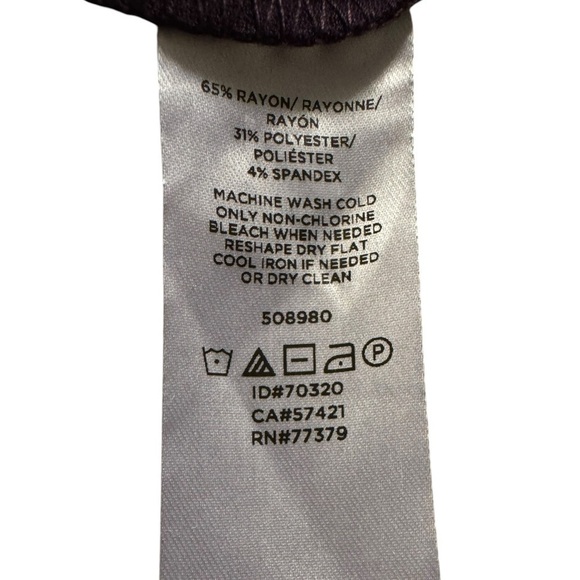 65% RAYON/ RAYONNE/
RAYÓN
31% POLYESTER/
POLIÉSTER
4% SPANDEX
MACHINE WASH COLD
ONLY NON-CHLORINE
BLEACH WHEN NEEDED
RESHAPE DRY FLAT
COOL IRON IF NEEDED
OR DRY CLEAN
508980
P
ID#70320
CA#57421
RN#77379